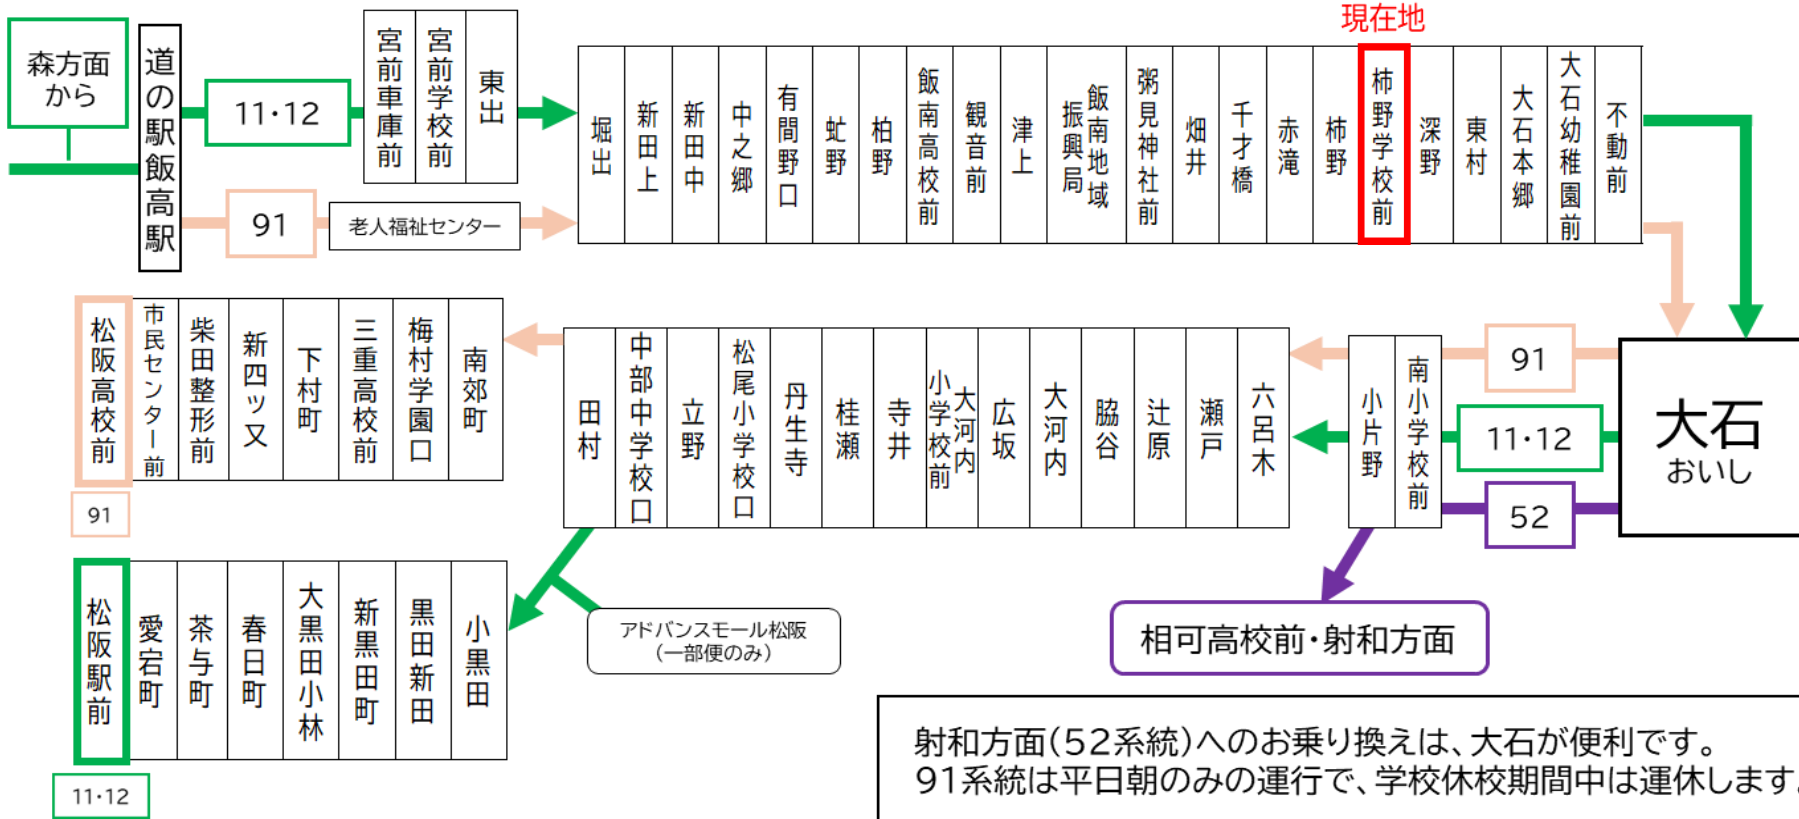 現在地
森方面
から
道の駅飯高駅
11・12
宮前車庫前
宮前学校前
東出
91
老人福祉センター
堀出
新田上
新田中
中之郷
有間野口
虻野
柏野
飯南高校前
観音前
津上
飯南地域
振興局
粥見神社前
畑井
千才橋
赤滝
柿野
柿野学校前
深野
東村
大石本郷
大石幼稚園前
不動前
大石
おいし
91
11・12
52
南小学校前
小片野
六呂木
瀬戸
辻原
脇谷
大河内
広坂
大河内
小学校前
寺井
桂瀬
丹生寺
松尾小学校口
立野
中部中学校口
田村
南郊町
梅村学園口
三重高校前
下村町
新四ッ又
柴田整形前
市民センター前
松阪高校前
91
小黒田
黒田新田
新黒田町
大黒田小林
春日町
茶与町
愛宕町
松阪駅前
11・12
アドバンスモール松阪
（一部便のみ）
相可高校前・射和方面
射和方面（52系統）へのお乗り換えは、大石が便利です。
91系統は平日朝のみの運行で、学校休校期間中は運休します。